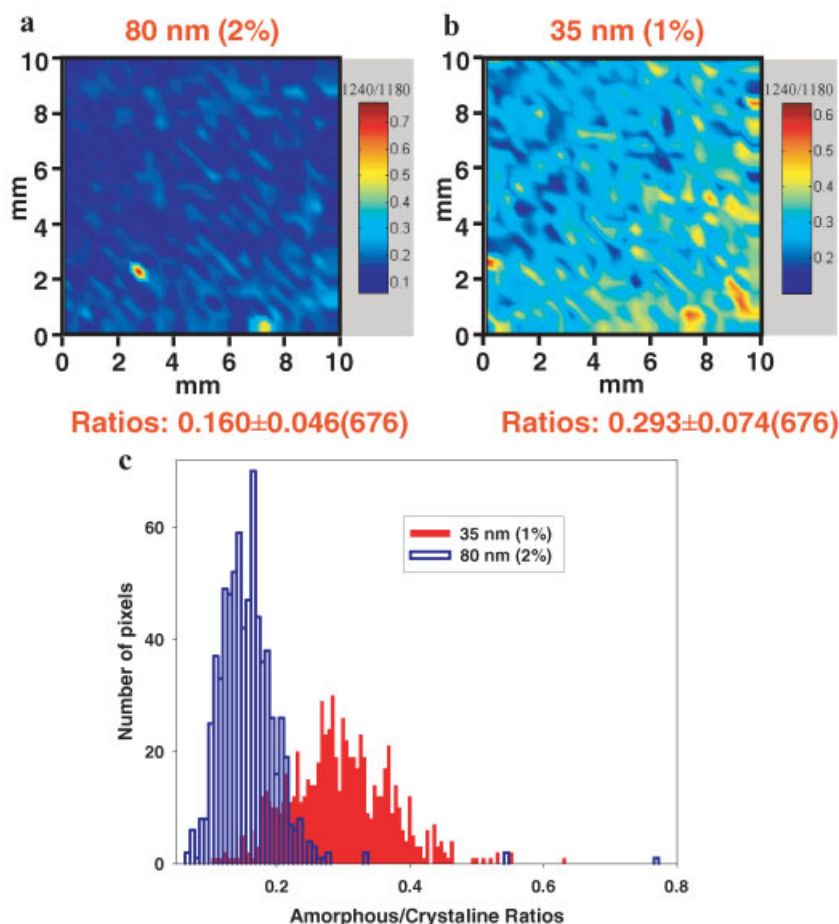 a
80 nm (2%)
b
35 nm (1%)
10
8
6
4
2
0
mm
0 2 4 6 8 10
mm
1240/1180
0.7
0.6
0.5
0.4
0.3
0.2
0.1
10
8
6
4
2
0
mm
0 2 4 6 8 10
mm
1240/1180
0.6
0.5
0.4
0.3
0.2
Ratios: 0.160±0.046(676)
Ratios: 0.293±0.074(676)
c
60
40
20
0
Number of pixels
35 nm (1%)
80 nm (2%)
0.2 0.4 0.6 0.8
Amorphous/Crystaline Ratios